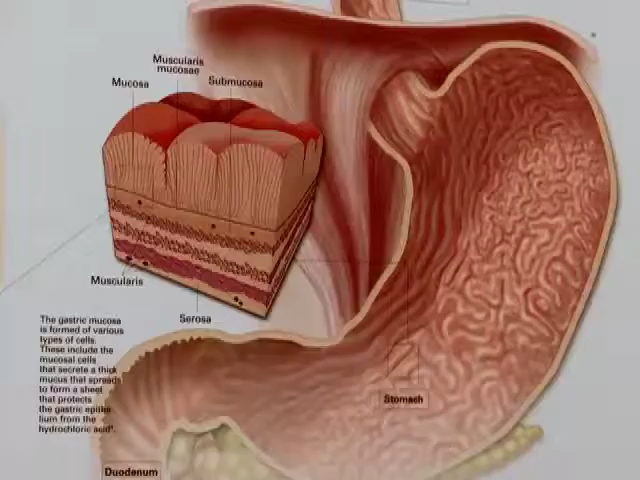 Muscularis
mucosae
Mucosa
Submucosa
Muscularis
Serosa
The gastric mucosa
is formed of various
types of cells.
These include the
mucosal cells
that secrete a thick
mucus that spreads
to form a sheet
that protects
the gastric epithe
lium from the
hydrochloric acid*.
Stomach
Duodenum